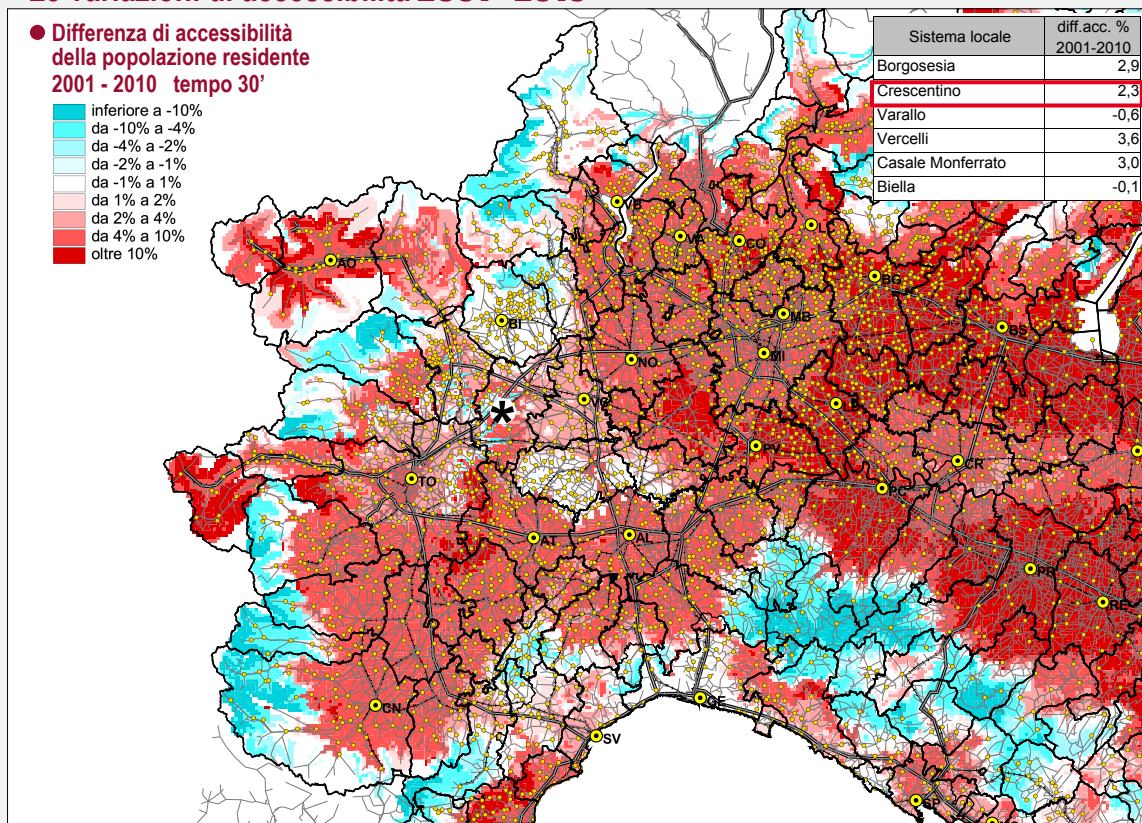 ● Differenza di accessibilità
della popolazione residente
2001 - 2010 tempo 30'
inferiore a -10%
da -10% a -4%
da -4% a -2%
da -2% a -1%
da -1% a 1%
da 1% a 2%
da 2% a 4%
da 4% a 10%
oltre 10%
Sistema locale diff.acc. % 2001-2010
Borgosesia 2,9
Crescentino 2,3
Varallo -0,6
Vercelli 3,6
Casale Monferrato 3,0
Biella -0,1
VB
VA
CO
AO
BG
MB
BI
BS
MI
NO
VC
*
PV
CR
TO
AL
AT
PR
RE
GE
CN
SV
SP